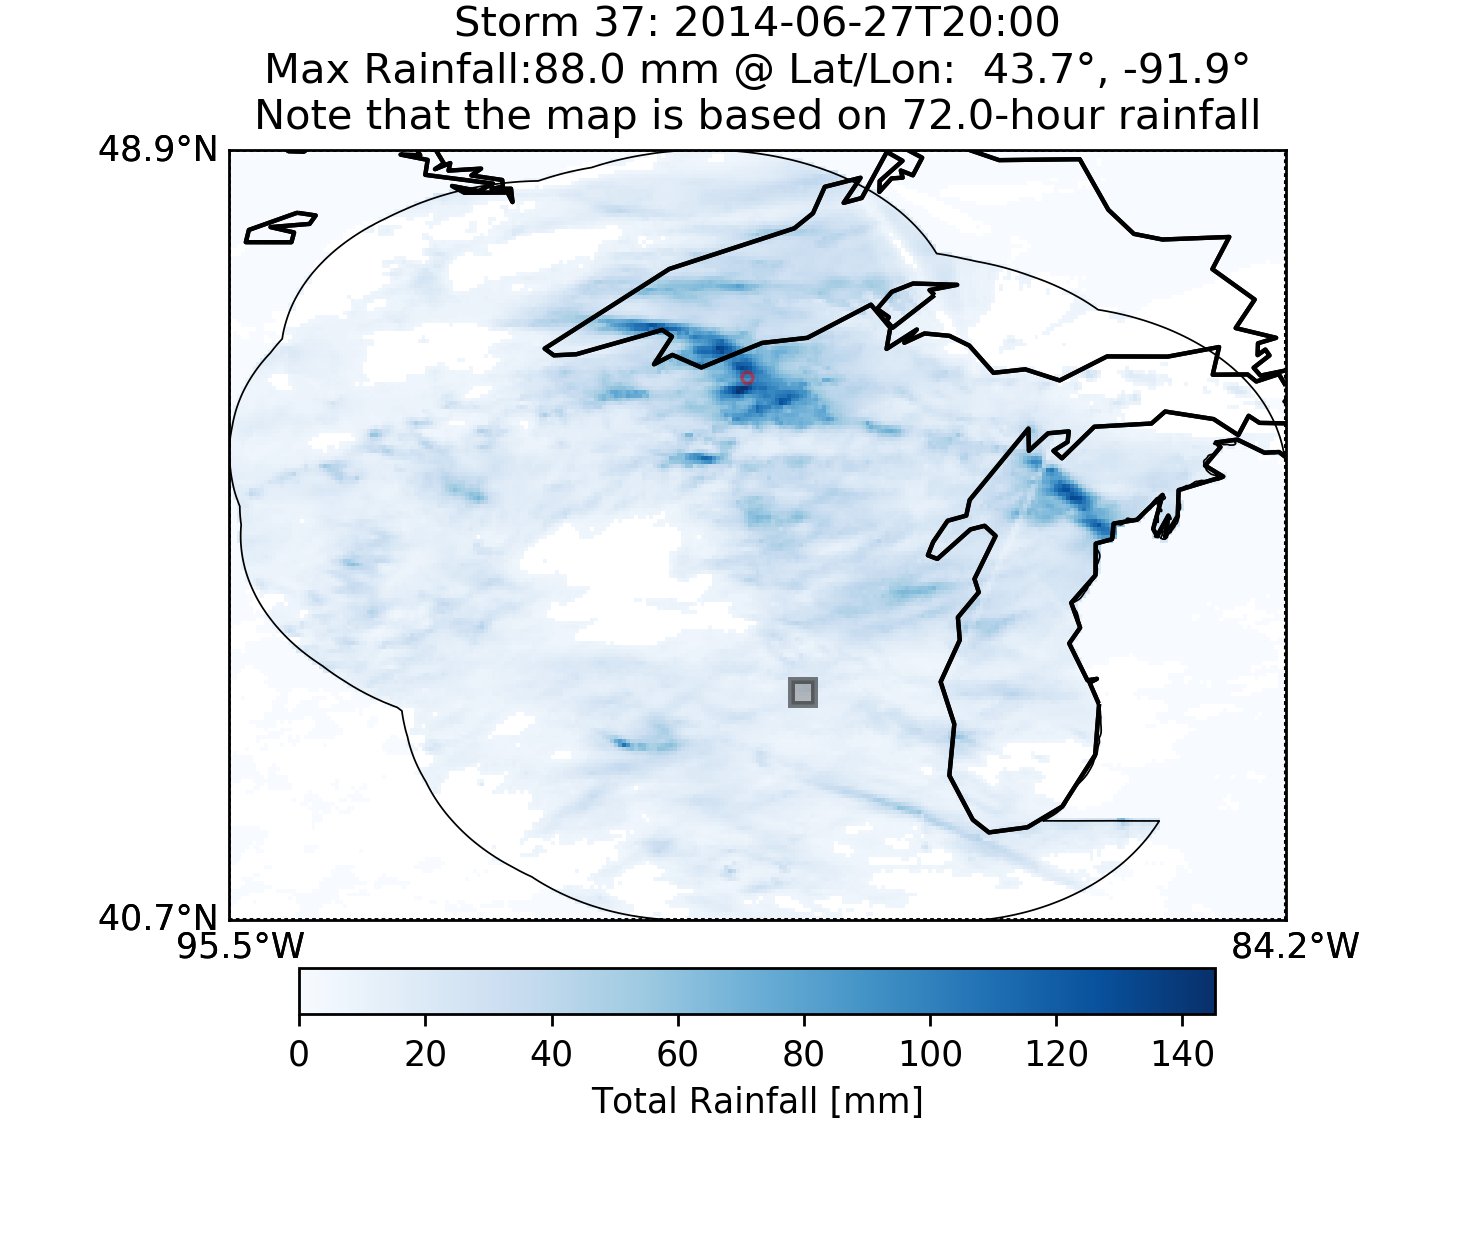 Storm 37: 2014-06-27T20:00
Max Rainfall:88.0 mm @ Lat/Lon:  43.7°, -91.9°
Note that the map is based on 72.0-hour rainfall
48.9°N
40.7°N
95.5°W 84.2°W
0 20 40 60 80 100 120 140
Total Rainfall [mm]